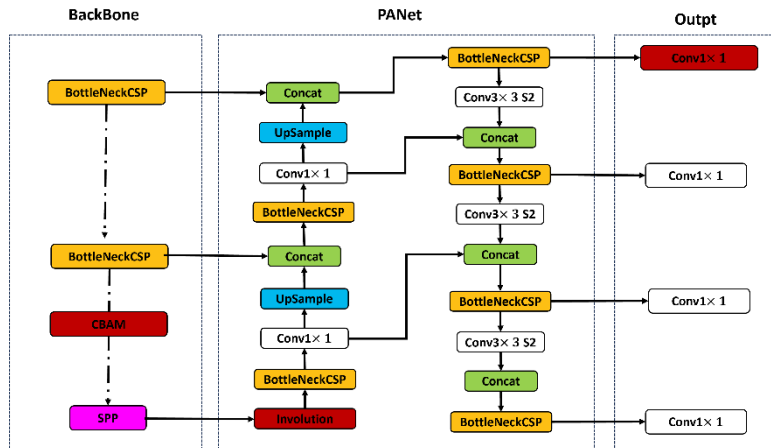 BackBone
PANet
Outpt
BottleNeckCSP
BottleNeckCSP
CBAM
SPP
Concat
UpSample
Conv1× 1
BottleNeckCSP
Concat
UpSample
Conv1× 1
BottleNeckCSP
Involution
BottleNeckCSP
Conv3× 3 S2
Concat
BottleNeckCSP
Conv3× 3 S2
Concat
BottleNeckCSP
Conv3× 3 S2
Concat
BottleNeckCSP
Conv1× 1
Conv1× 1
Conv1× 1
Conv1× 1